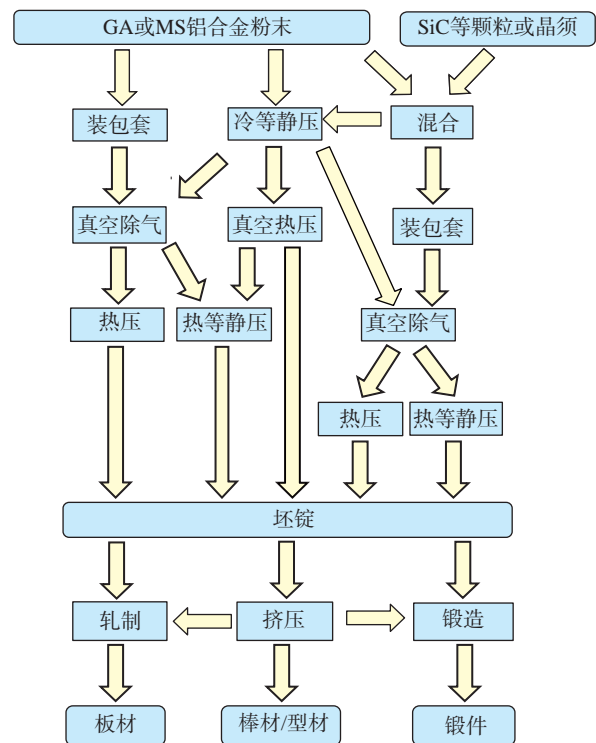 GA或MS铝合金粉末
SiC等颗粒或晶须
装包套
冷等静压
混合
真空除气
真空热压
装包套
热压
热等静压
真空除气
热压
热等静压
坯锭
轧制
挤压
锻造
板材
棒材/型材
锻件